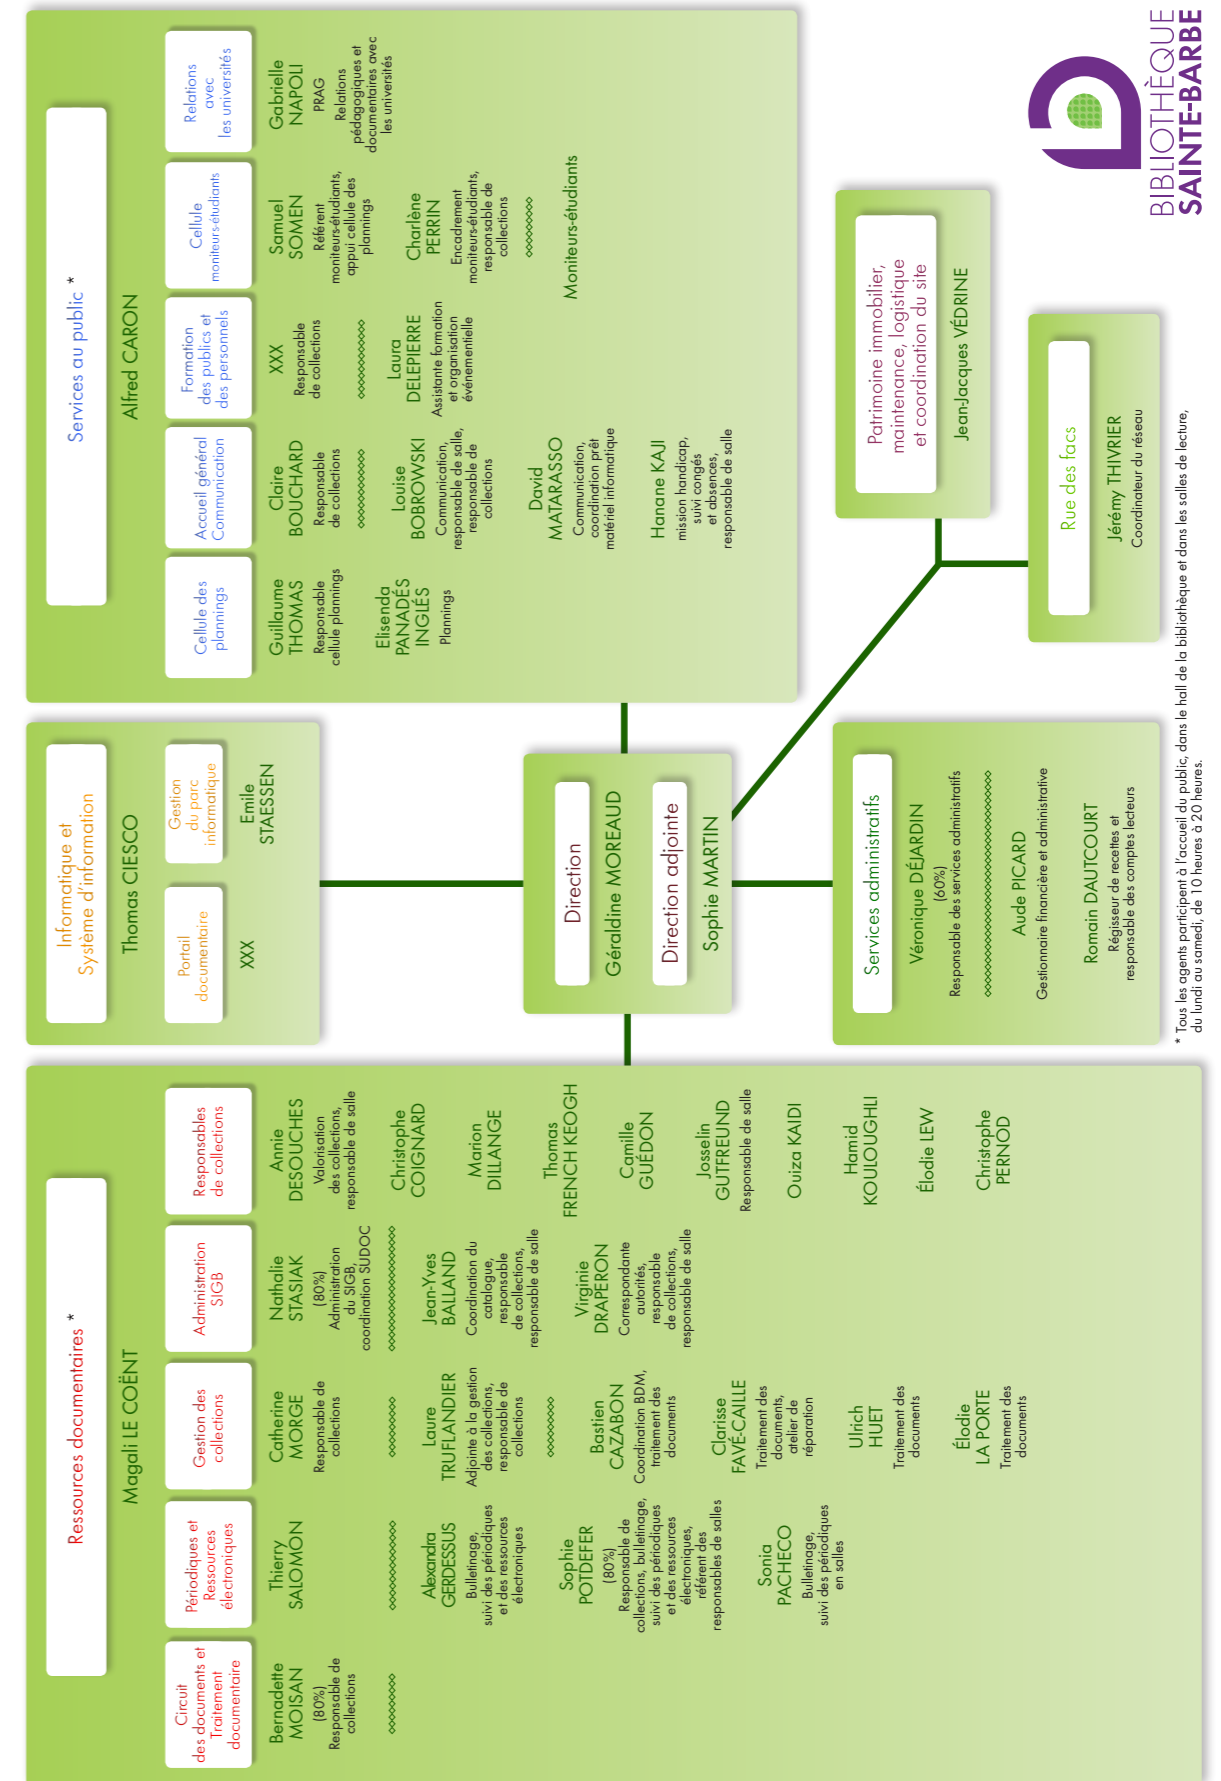 Ressources documentaires *
Magali LE COËNT
Circuit
des documents et
Traitement
documentaire
Bernadette
MOISAN
(80%)
Responsable de
collections
Périodiques et
Ressources
électroniques
Thierry
SALOMON
Alexandra
GERDESSUS
Bulletinage,
suivi des périodiques
et des ressources
électroniques
Sophie
POTDEFER
(80%)
Responsable de
collections, bulletinage,
suivi des périodiques
et des ressources
électroniques,
référent des
responsables de salles
Sonia
PACHECO
Bulletinage,
suivi des périodiques
en salles
Gestion des
collections
Catherine
MORGE
Responsable de
collections
Laure
TRUFLANDIER
Adjointe à la gestion
des collections,
responsable de
collections
Bastien
CAZABON
Coordination BDM,
traitement des
documents
Clarisse
FAVÉ-CAILLE
Traitement des
documents,
atelier de
réparation
Ulrich
HUET
Traitement des
documents
Élodie
LA PORTE
Traitement des
documents
Administration
SIGB
Nathalie
STASIAK
(80%)
Administration
du SIGB,
coordination SUDOC
Jean-Yves
BALLAND
Coordination du
catalogue,
responsable
de collections,
responsable de salle
Virginie
DRAPERON
Correspondante
autorités,
responsable
de collections,
responsable de salle
Responsables
de collections
Annie
DESOUCHES
Valorisation
des collections,
responsable de salle
Christophe
COIGNARD
Marion
DILLANGE
Thomas
FRENCH KEOGH
Camille
GUÉDON
Josselin
GUTFREUND
Responsable de salle
Ouiza KAIDI
Hamid
KOULOUGHLI
Élodie LEW
Christophe
PERNOD
Informatique et
Système d'information
Thomas CIESCO
Portail
documentaire
XXX
Gestion
du parc
informatique
Emile
STAESSEN
Direction
Géraldine MOREAUD
Direction adjointe
Sophie MARTIN
Services administratifs
Véronique DÉJARDIN
(60%)
Responsable des services administratifs
Aude PICARD
Gestionnaire financière et administrative
Romain DAUTCOURT
Régisseur de recettes et
responsable des comptes lecteurs
Services au public *
Alfred CARON
Cellule des
plannings
Guillaume
THOMAS
Responsable
cellule plannings
Elisenda
PANADÉS
INGLÉS
Plannings
Accueil général
Communication
Claire
BOUCHARD
Responsable
de collections
Louise
BOBROWSKI
Communication,
responsable de salle,
responsable de
collections
David
MATARASSO
Communication,
coordination prêt
matériel informatique
Hanane KAJI
mission handicap,
suivi congés
et absences,
responsable de salle
Formation
des publics et
des personnels
XXX
Responsable
de collections
Laura
DELEPIERRE
Assistante formation
et organisation
événementielle
Cellule
moniteurs-étudiants
Samuel
SOMEN
Référent
moniteurs-étudiants,
appui cellule des
plannings
Charlène
PERRIN
Encadrement
moniteurs-étudiants,
responsable de
collections
Moniteurs-étudiants
Relations
avec
les universités
Gabrielle
NAPOLI
PRAG
Relations
pédagogiques et
documentaires avec
les universités
Patrimoine immobilier,
maintenance, logistique
et coordination du site
Jean-Jacques VÉDRINE
Rue des facs
Jérémy THIVRIER
Coordinateur du réseau
BIBLIOTHÈQUE
SAINTE-BARBE
* Tous les agents participent à l'accueil du public, dans le hall de la bibliothèque et dans les salles de lecture,
du lundi au samedi, de 10 heures à 20 heures.